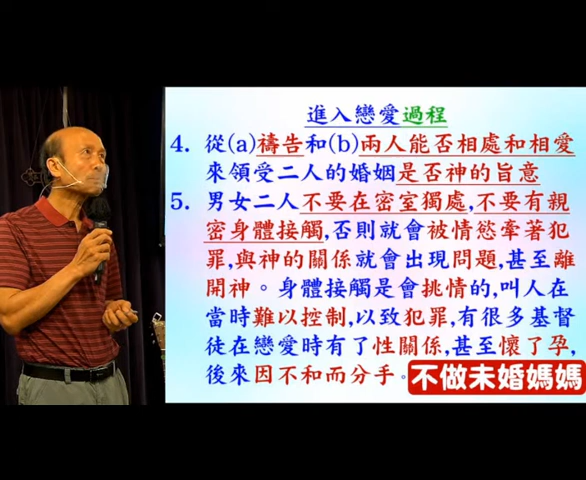 進入戀愛過程
4. 從(a)禱告和(b)兩人能否相處和相愛
來領受二人的婚姻是否神的旨意
5. 男女二人不要在密室獨處,不要有親
密身體接觸,否則就會被情慾牽著犯
罪,與神的關係就會出現問題,甚至離
開神。身體接觸是會挑情的,叫人在
當時難以控制,以致犯罪,有很多基督
徒在戀愛時有了性關係,甚至懷了孕,
後來因不和而分手。
不做未婚媽媽